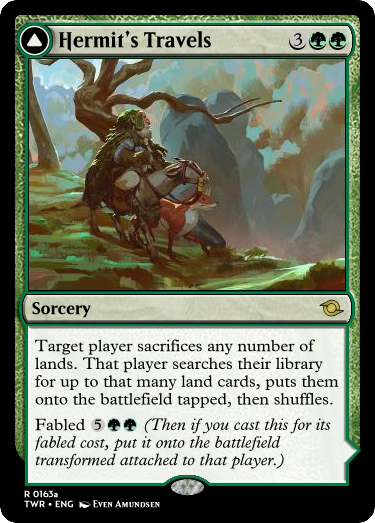 Hermit's Travels 3
Sorcery
Target player sacrifices any number of
lands. That player searches their library
for up to that many land cards, puts them
onto the battlefield tapped, then shuffles.
Fabled 5 (Then if you cast this for its
fabled cost, put it onto the battlefield
transformed attached to that player.)
R 0163a
TWR • ENG Even Amundsen